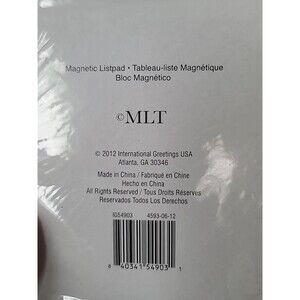 Magnetic Listpad • Tableau-liste Magnétique
Bloc Magnético
©MLT
© 2012 International Greetings USA
Atlanta, GA 30346
Made in China / Fabriqué en Chine
Hecho en China
All Rights Reserved / Tous Droits Réservés
Reservados Todos Los Derechos
IG54903 4593-06-12
8 40341 54903 1